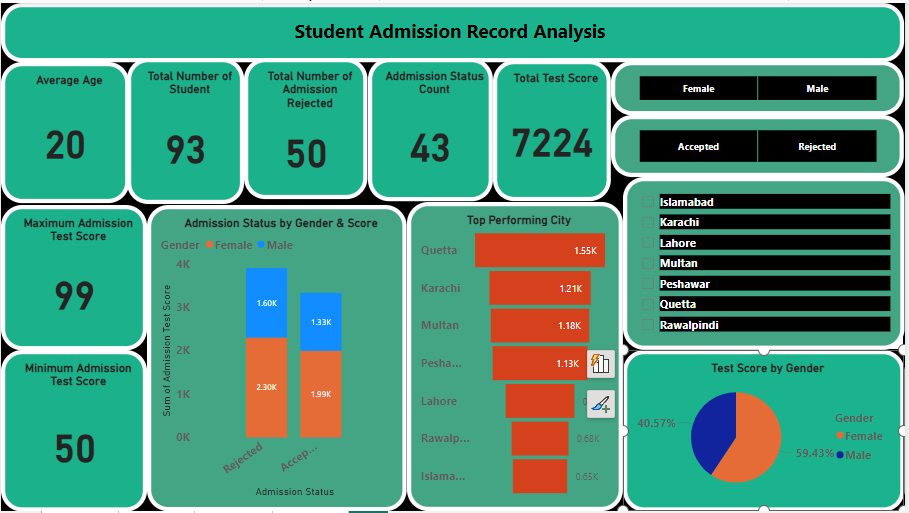 Student Admission Record Analysis
Average Age
20
Total Number of
Student
93
Total Number of
Admission
Rejected
50
Addmission Status
Count
43
Total Test Score
7224
Female
Male
Accepted
Rejected
Islamabad
Karachi
Lahore
Multan
Peshawar
Quetta
Rawalpindi
Maximum Admission
Test Score
99
Minimum Admission
Test Score
50
Admission Status by Gender & Score
Gender Female Male
Sum of Admission Test Score
4K
3K
2K
1K
0K
1.60K
2.30K
1.33K
1.99K
Rejected
Accep...
Admission Status
Top Performing City
Quetta 1.55K
Karachi 1.21K
Multan 1.18K
Pesha... 1.13K
Lahore
Rawalp... 0.68K
Islama... 0.65K
Test Score by Gender
40.57%
59.43%
Gender
Female
Male